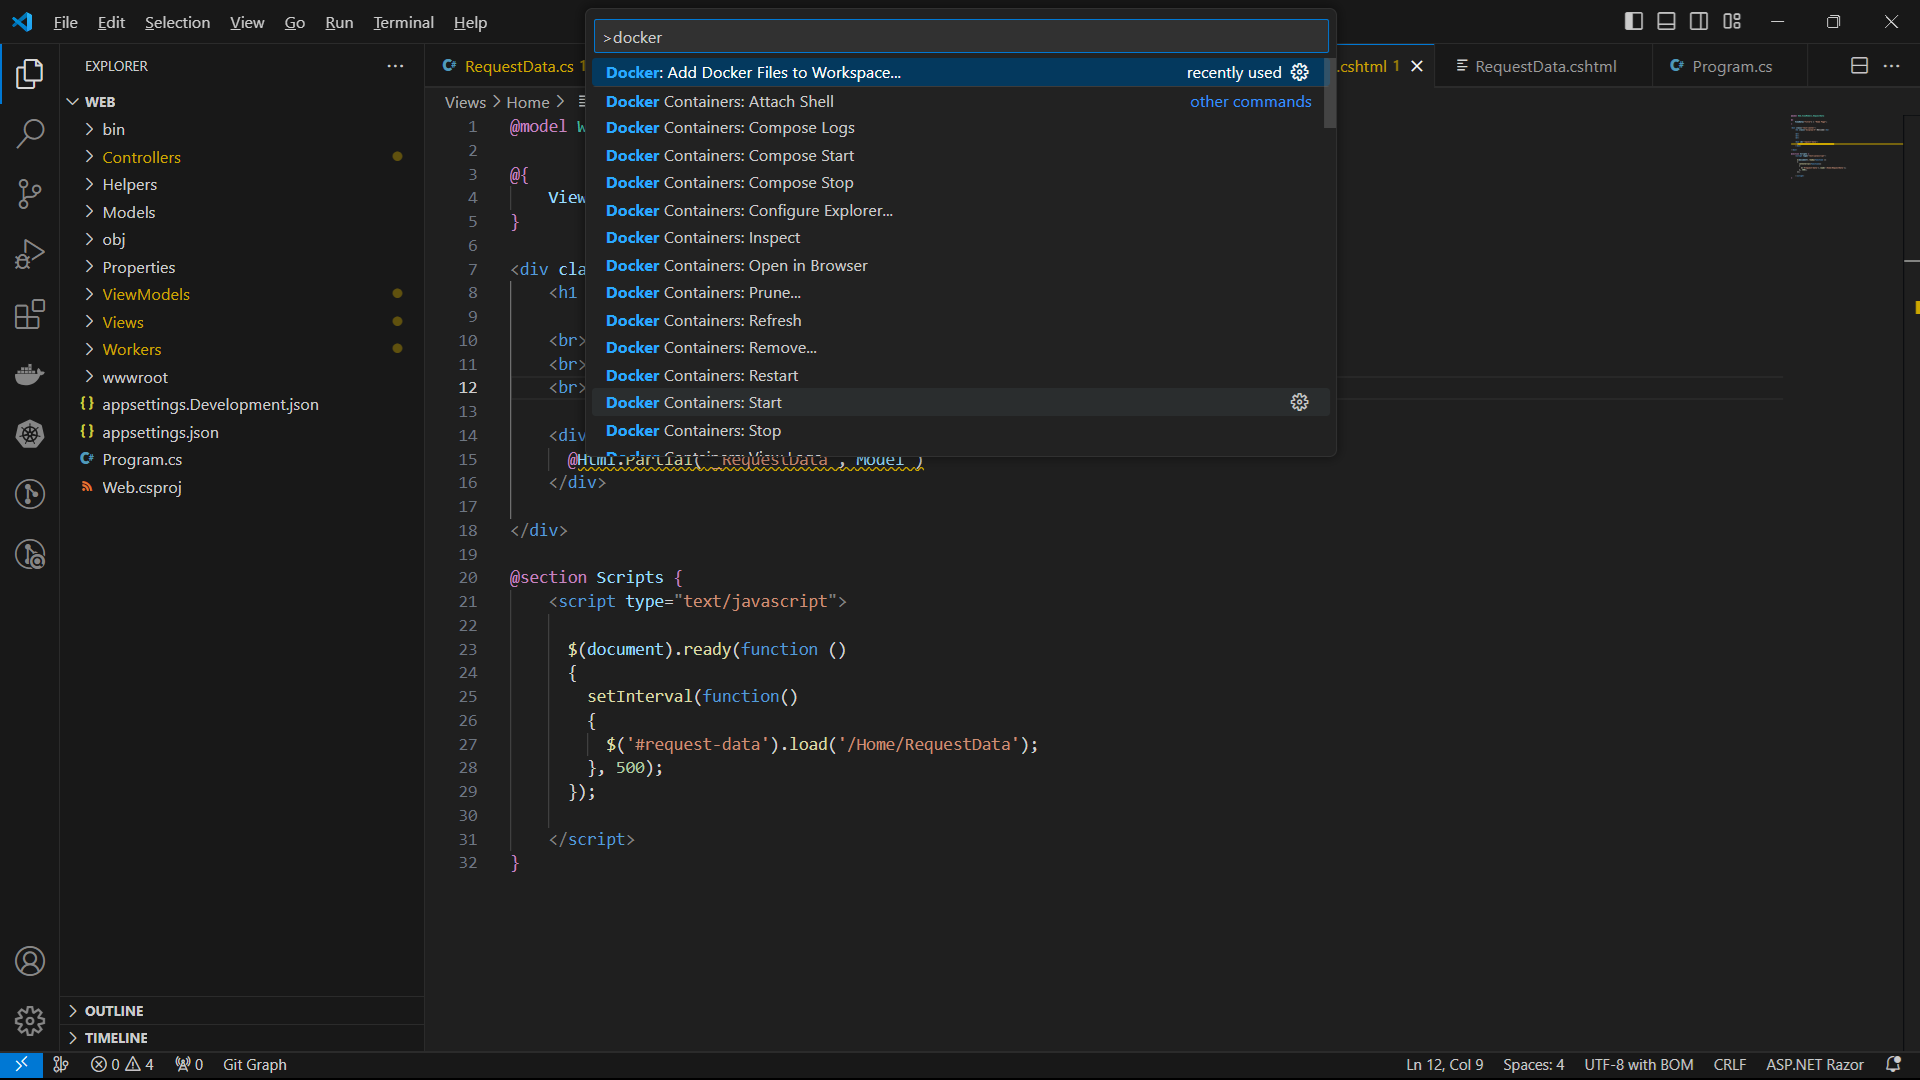 File Edit Selection View Go Run Terminal Help
>docker
EXPLORER
RequestData.cs 1
.cshtml 1
RequestData.cshtml
Program.cs
Docker: Add Docker Files to Workspace... recently used
Docker Containers: Attach Shell other commands
Docker Containers: Compose Logs
Docker Containers: Compose Start
Docker Containers: Compose Stop
Docker Containers: Configure Explorer...
Docker Containers: Inspect
Docker Containers: Open in Browser
Docker Containers: Prune...
Docker Containers: Refresh
Docker Containers: Remove...
Docker Containers: Restart
Docker Containers: Start
Docker Containers: Stop
WEB
bin
Controllers
Helpers
Models
obj
Properties
ViewModels
Views
Workers
wwwroot
{} appsettings.Development.json
{} appsettings.json
C# Program.cs
Web.csproj
OUTLINE
TIMELINE
Views > Home >
1 @model W
2
3 @{
4 View
5 }
6
7 <div cla
8 <h1
9
10 <br>
11 <br>
12 <br>
13
14 <div
15 @Html.Partial("_RequestData", Model )
16 </div>
17
18 </div>
19
20 @section Scripts {
21 <script type="text/javascript">
22
23 $(document).ready(function ()
24 {
25 setInterval(function()
26 {
27 $('#request-data').load('/Home/RequestData');
28 }, 500);
29 });
30
31 </script>
32 }
0 4 0 Git Graph
Ln 12, Col 9 Spaces: 4 UTF-8 with BOM CRLF ASP.NET Razor